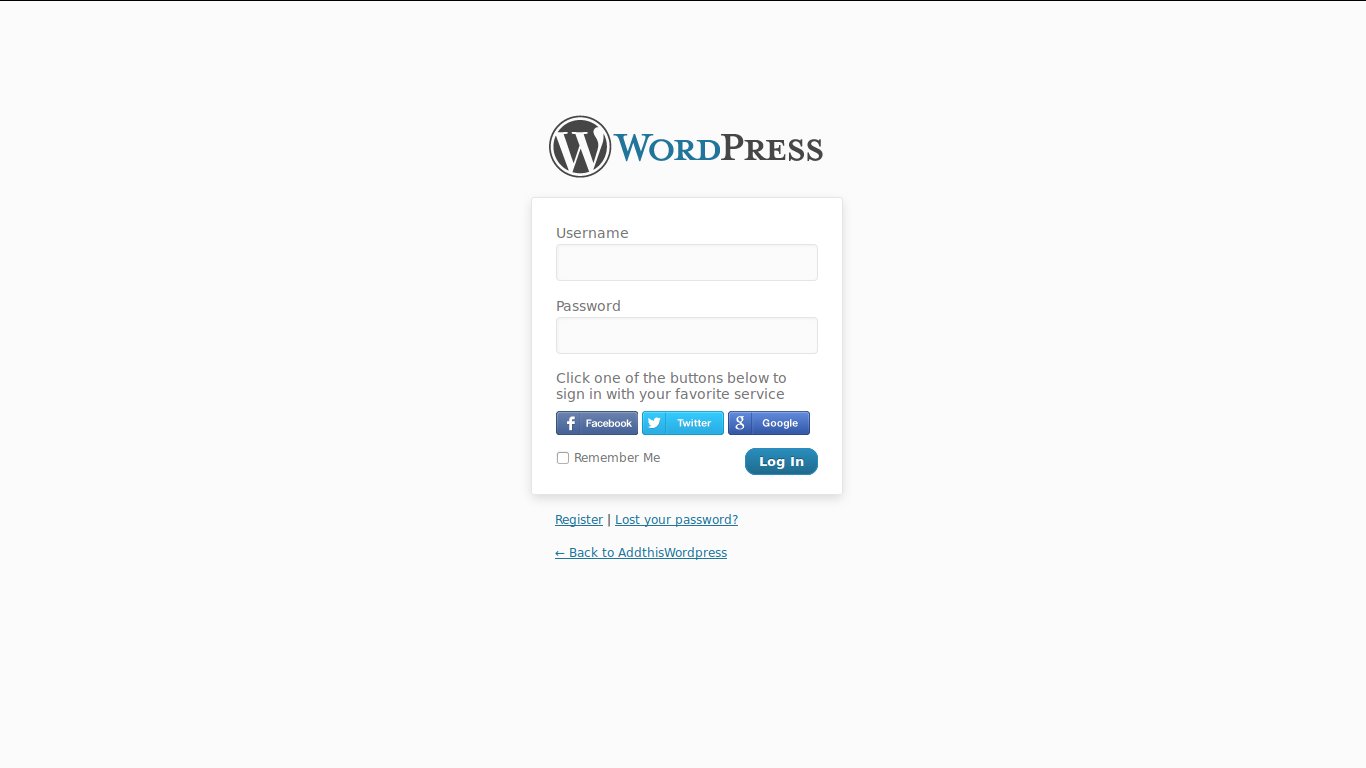 WORDPRESS
Username
Password
Click one of the buttons below to
sign in with your favorite service
Facebook Twitter Google
Remember Me Log In
Register | Lost your password?
← Back to AddthisWordpress